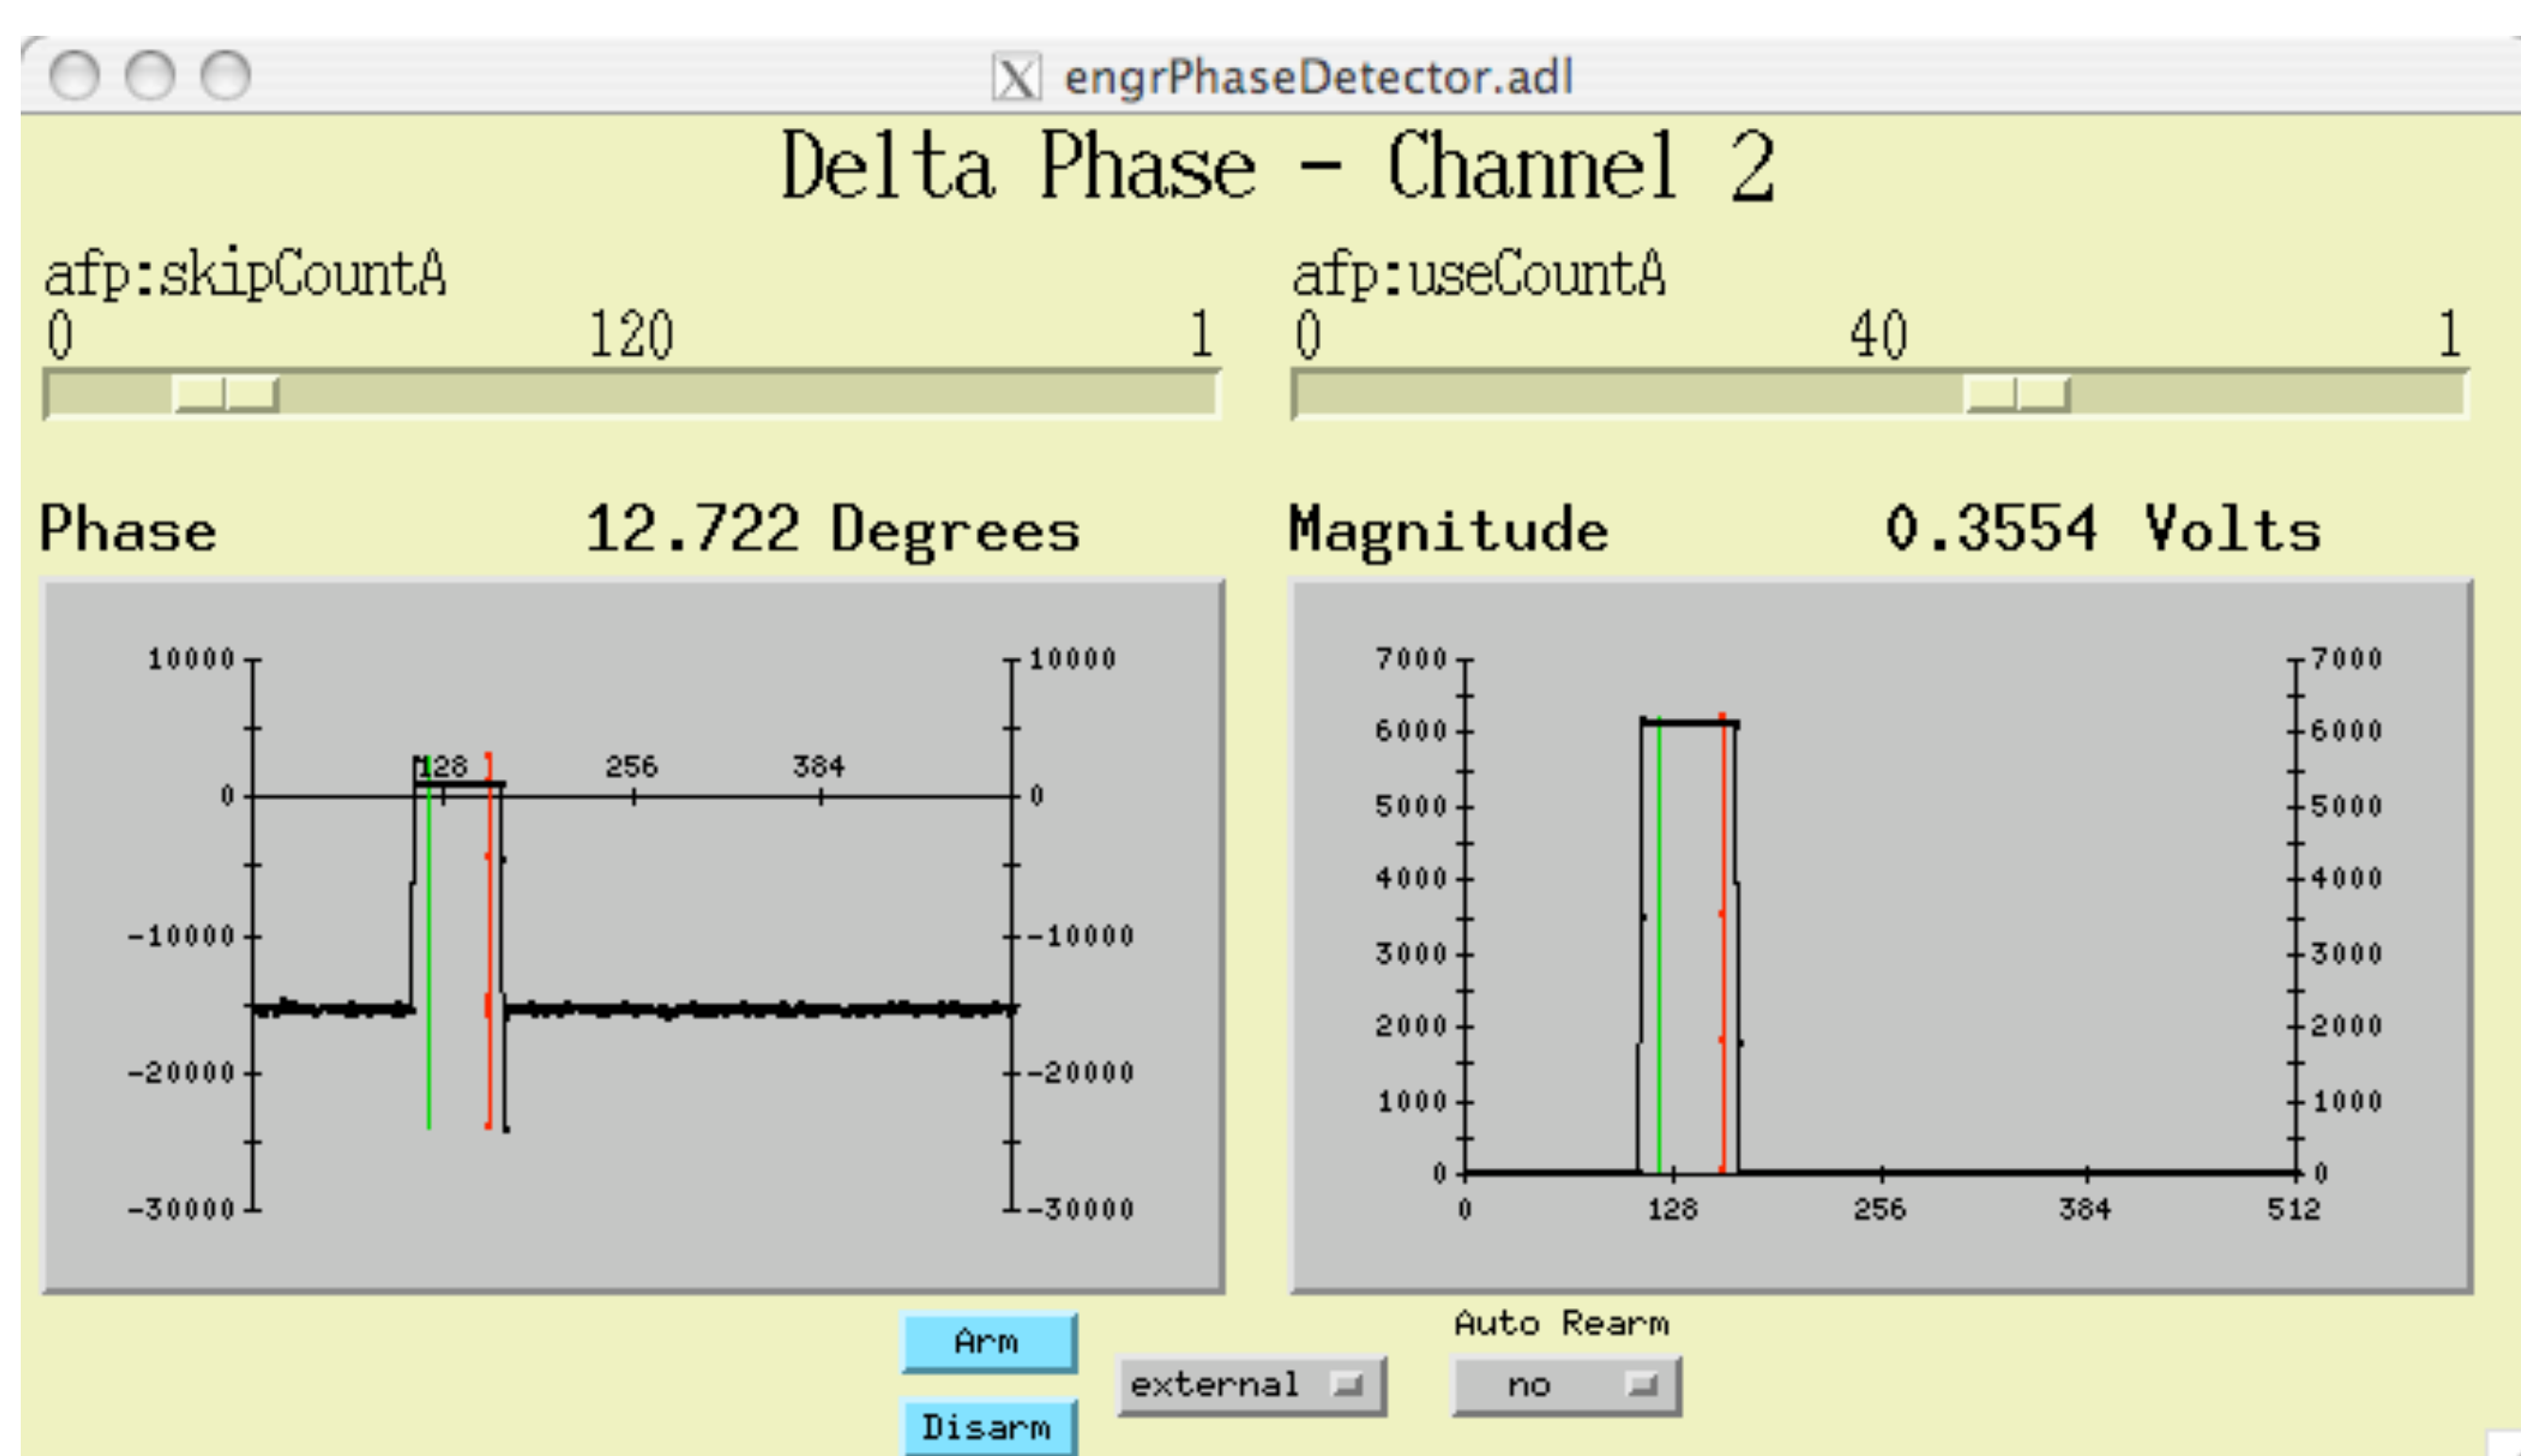 engrPhaseDetector.adl
Delta Phase - Channel 2
afp:skipCountA afp:useCountA
0 120 1 0 40 1
Phase 12.722 Degrees Magnitude 0.3554 Volts
10000 10000 7000 7000
128 256 384 6000 6000
0 0 5000 5000
4000 4000
-10000 -10000 3000 3000
2000 2000
-20000 -20000 1000 1000
0 0
-30000 -30000 0 128 256 384 512
Arm Auto Rearm
external no
Disarm